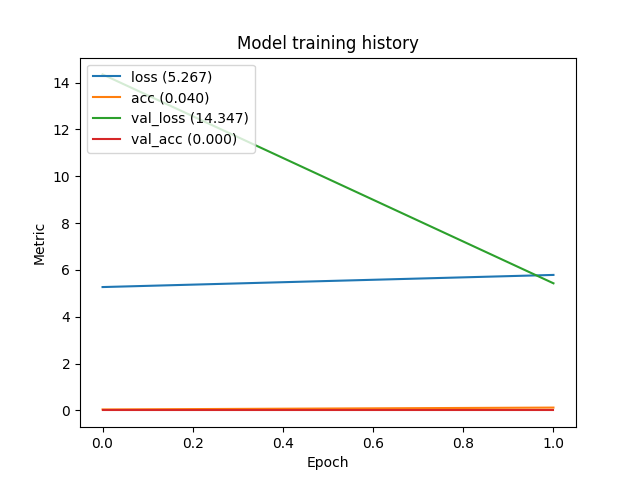 Model training history
loss (5.267)
acc (0.040)
val_loss (14.347)
val_acc (0.000)
Metric
14
12
10
8
6
4
2
0
0.0 0.2 0.4 0.6 0.8 1.0
Epoch